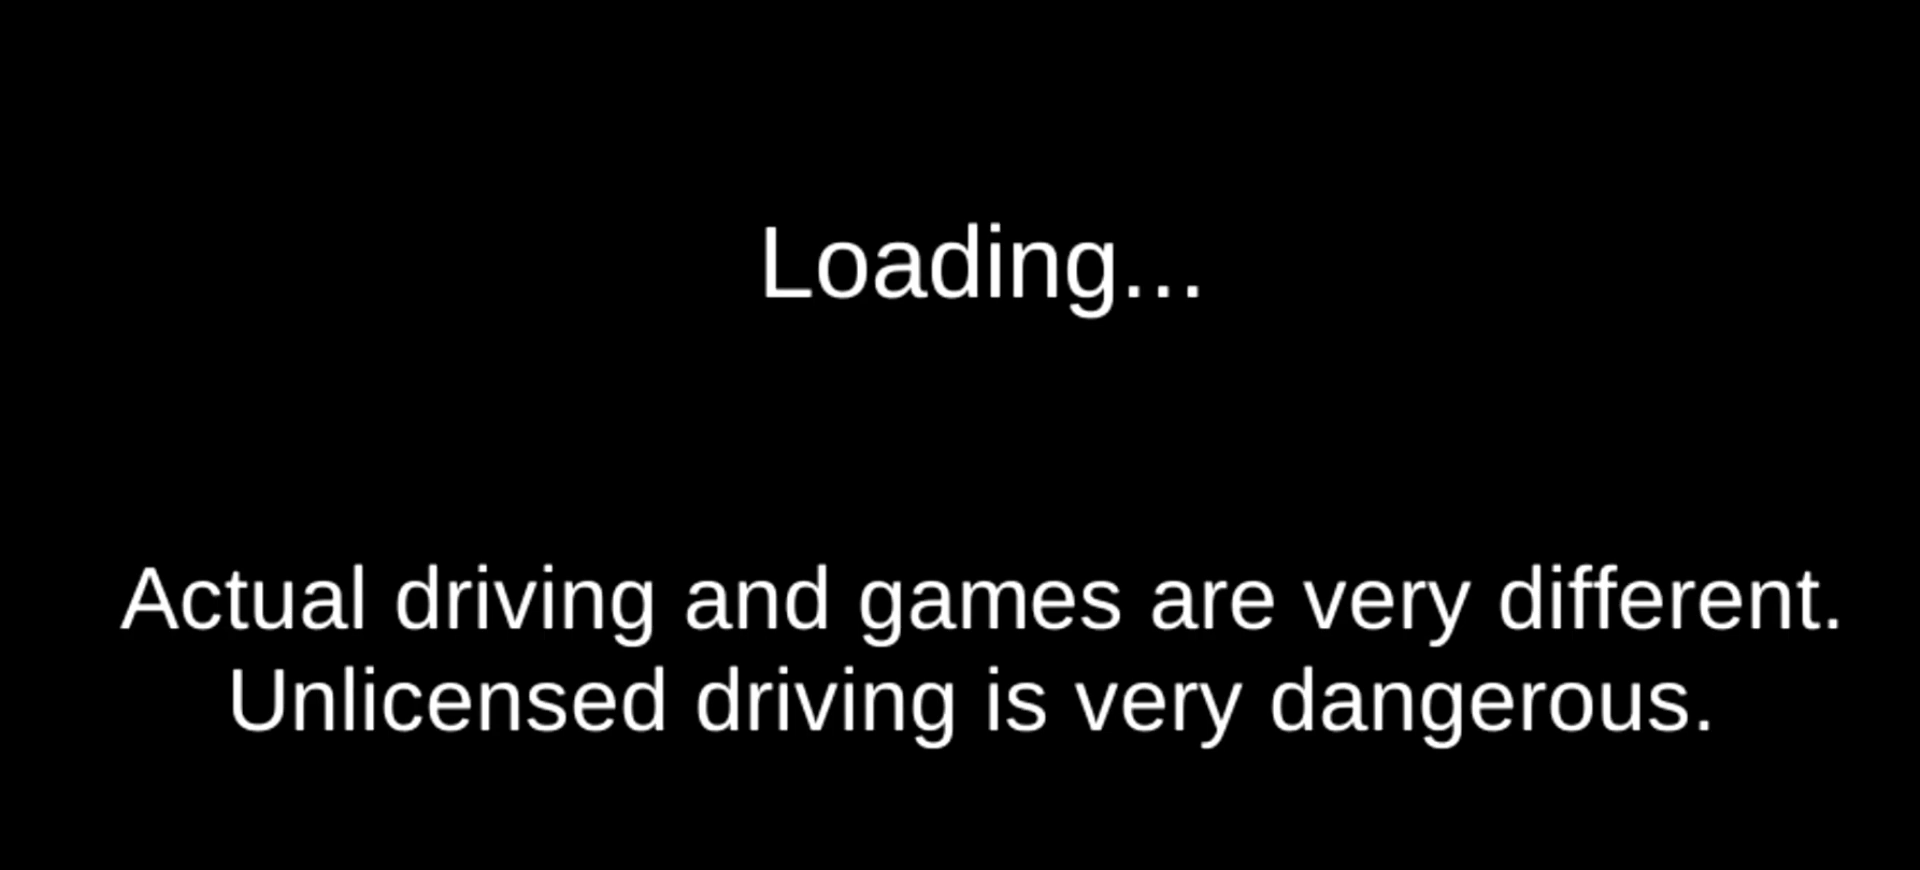 Loading...
Actual driving and games are very different.
Unlicensed driving is very dangerous.